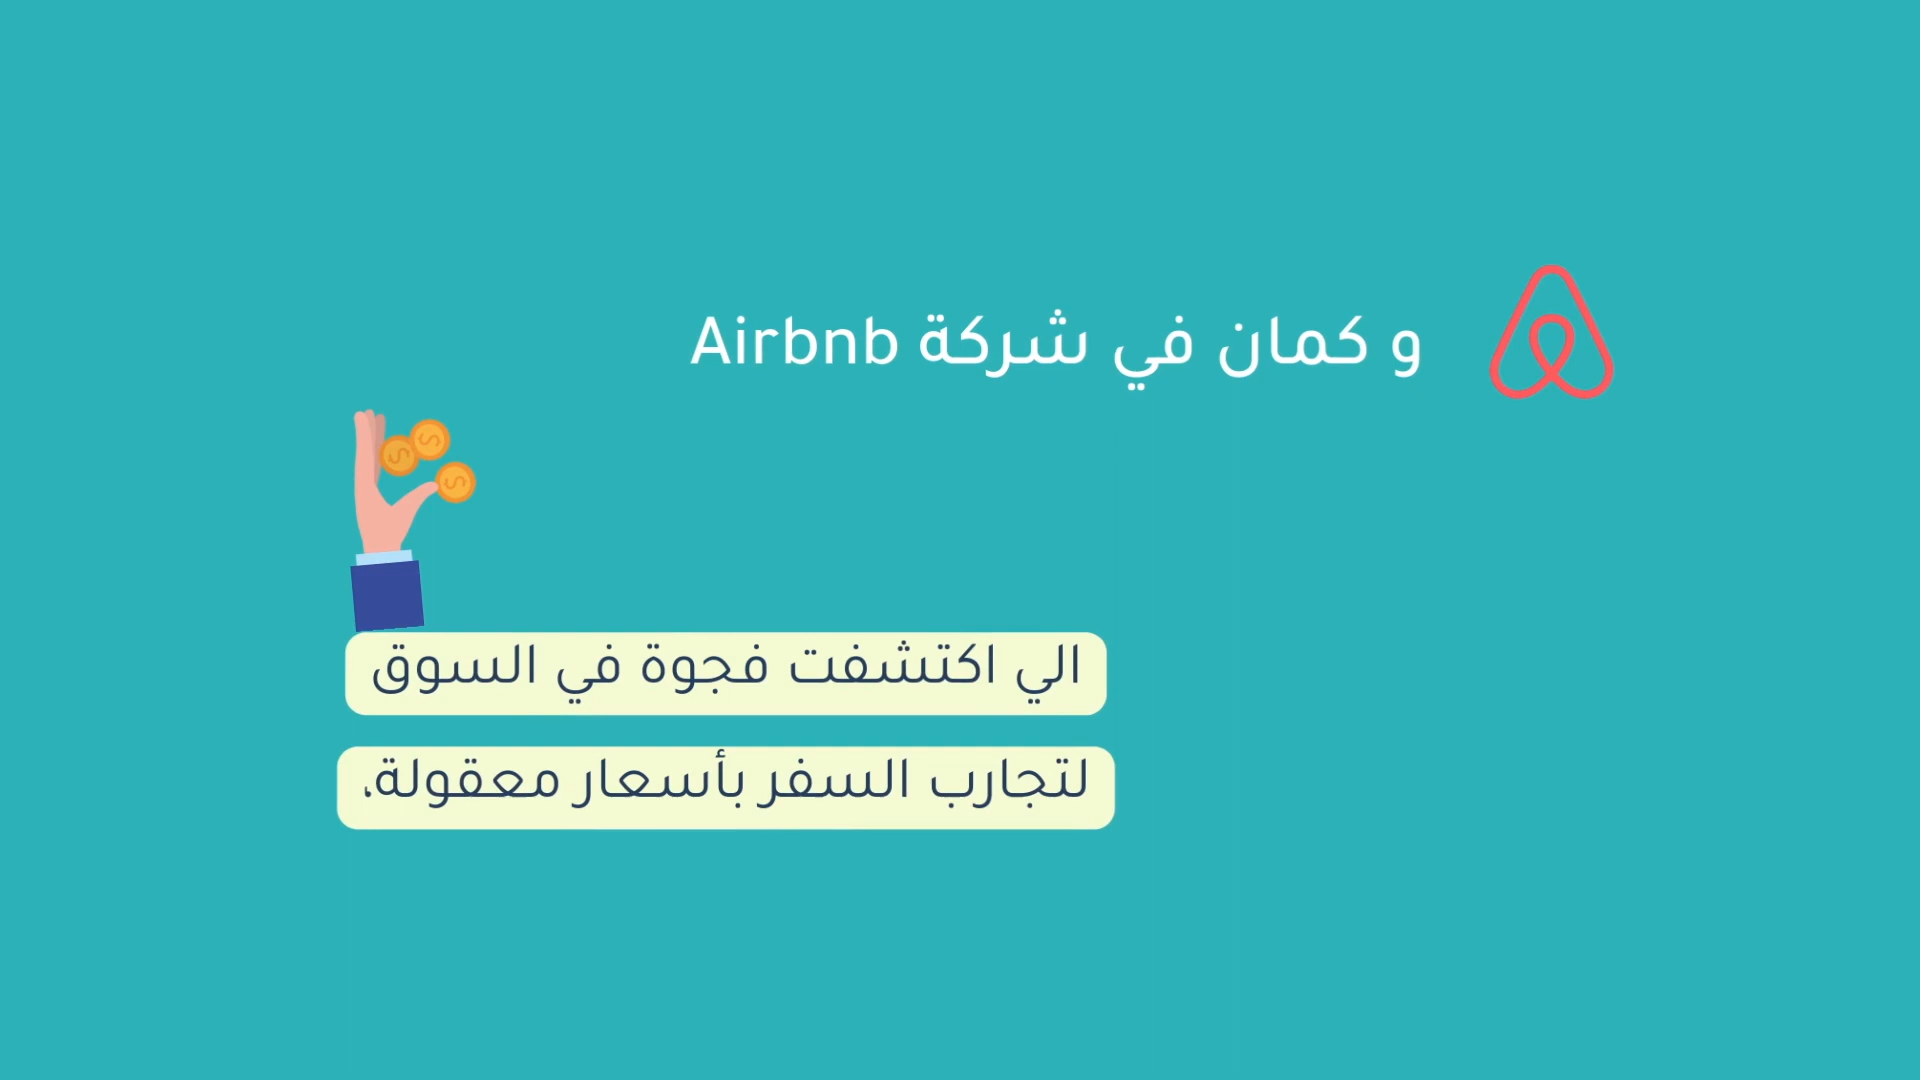 و كمان في شركة Airbnb
الي اكتشفت فجوة في السوق
لتجارب السفر بأسعار معقولة،